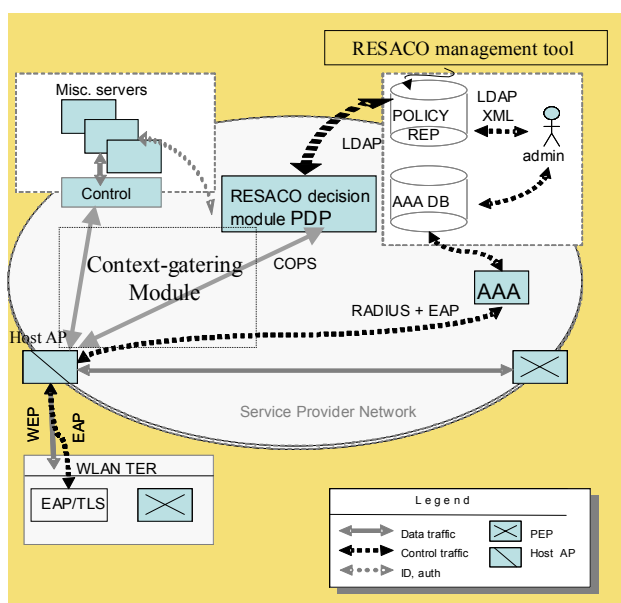 RESACO management tool
Misc. servers
Control
POLICY
REP
LDAP
XML
admin
LDAP
RESACO decision
module PDP
AAA DB
Context-gatering
Module
COPS
AAA
RADIUS + EAP
Host AP
Service Provider Network
WEP
EAP
WLAN TER
EAP/TLS
Legend
Data traffic
PEP
Control traffic
Host AP
ID, auth